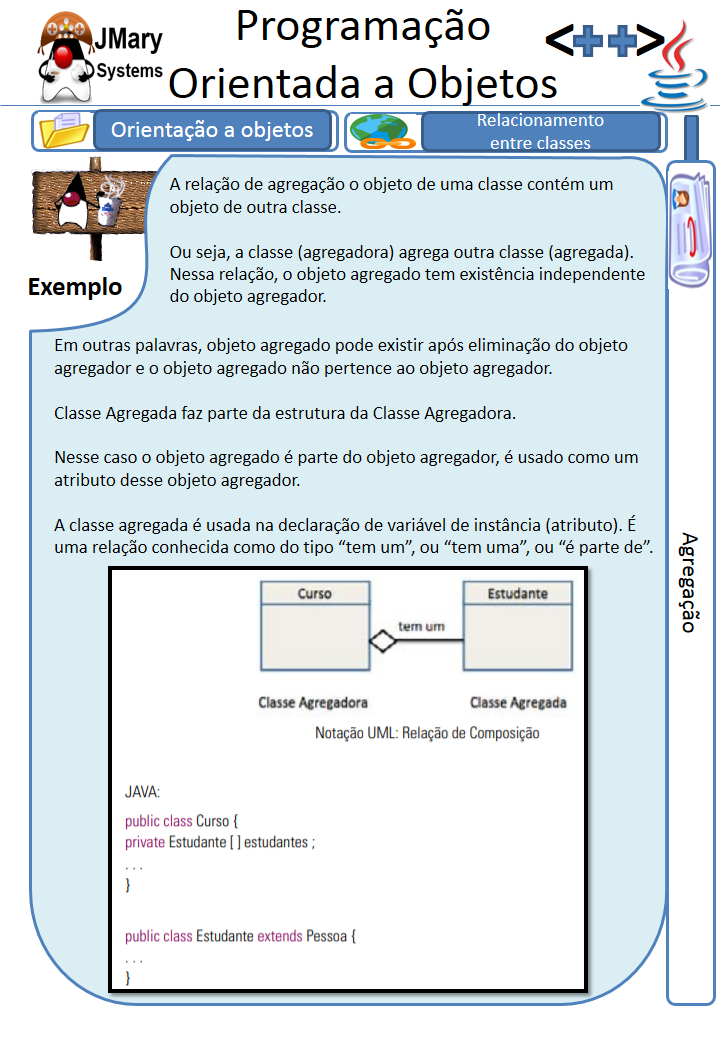 JMary
Systems
Programação
Orientada a Objetos
<++>
Orientação a objetos
Relacionamento
entre classes
Exemplo
A relação de agregação o objeto de uma classe contém um
objeto de outra classe.
Ou seja, a classe (agregadora) agrega outra classe (agregada).
Nessa relação, o objeto agregado tem existência independente
do objeto agregador.
Em outras palavras, objeto agregado pode existir após eliminação do objeto
agregador e o objeto agregado não pertence ao objeto agregador.
Classe Agregada faz parte da estrutura da Classe Agregadora.
Nesse caso o objeto agregado é parte do objeto agregador, é usado como um
atributo desse objeto agregador.
A classe agregada é usada na declaração de variável de instância (atributo). É
uma relação conhecida como do tipo “tem um”, ou “tem uma”, ou “é parte de”.
Agregação
Curso
tem um
Estudante
Classe Agregadora
Classe Agregada
Notação UML: Relação de Composição
JAVA:
public class Curso {
private Estudante [ ] estudantes ;
. . .
}
public class Estudante extends Pessoa {
. . .
}